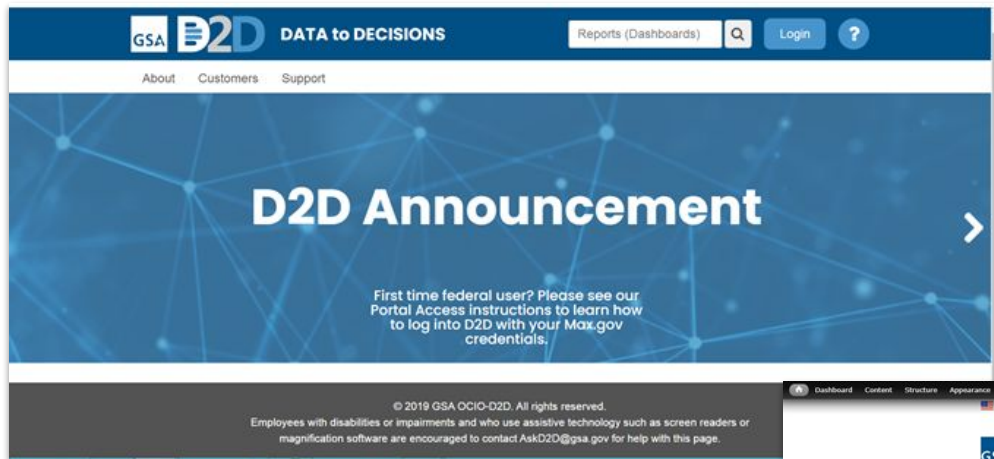 GSA D2D DATA to DECISIONS Reports (Dashboards) Login ?
About Customers Support
D2D Announcement
First time federal user? Please see our
Portal Access instructions to learn how
to log into D2D with your Max.gov
credentials.
Dashboard Content Structure Appearance
© 2019 GSA OCIO-D2D. All rights reserved.
Employees with disabilities or impairments and who use assistive technology such as screen readers or
magnification software are encouraged to contact AskD2D@gsa.gov for help with this page.
GS